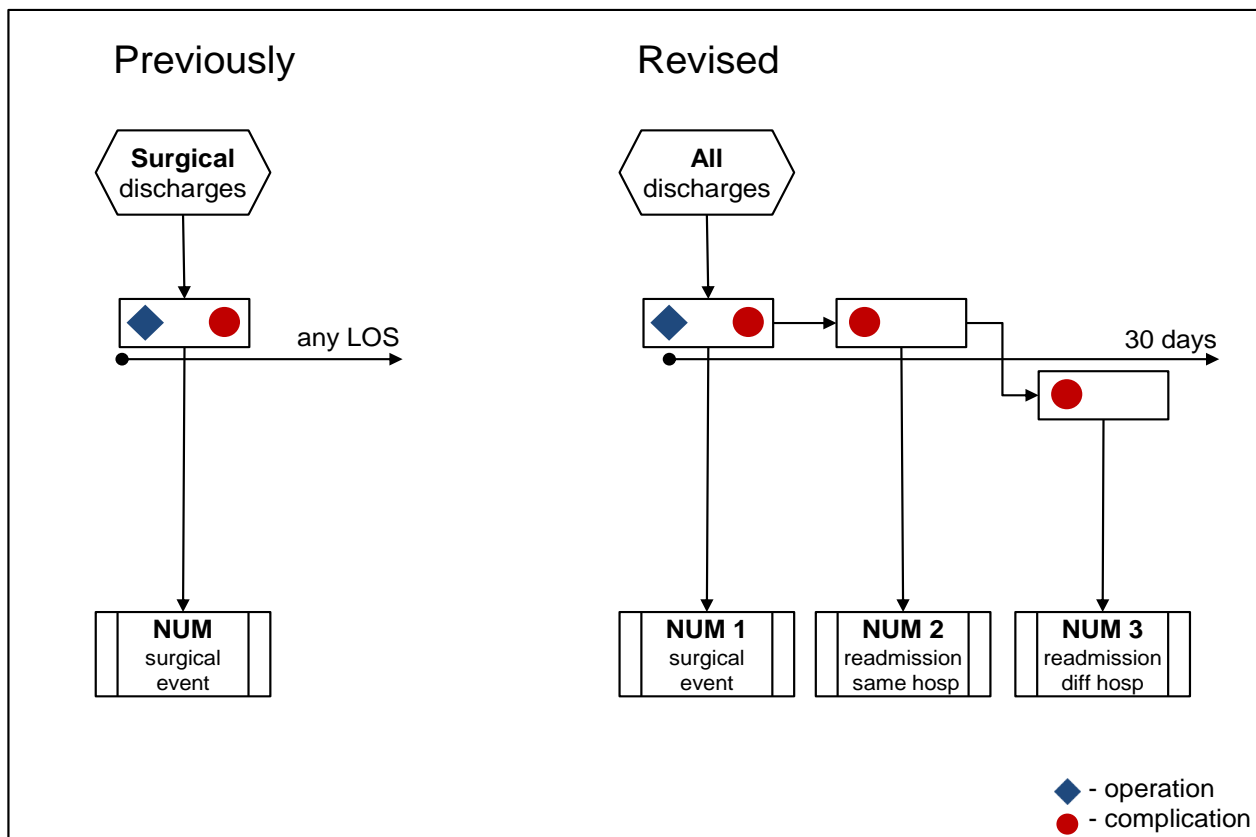 Previously
Revised
Surgical
discharges
All
discharges
any LOS
30 days
NUM
surgical
event
NUM 1
surgical
event
NUM 2
readmission
same hosp
NUM 3
readmission
diff hosp
- operation
- complication